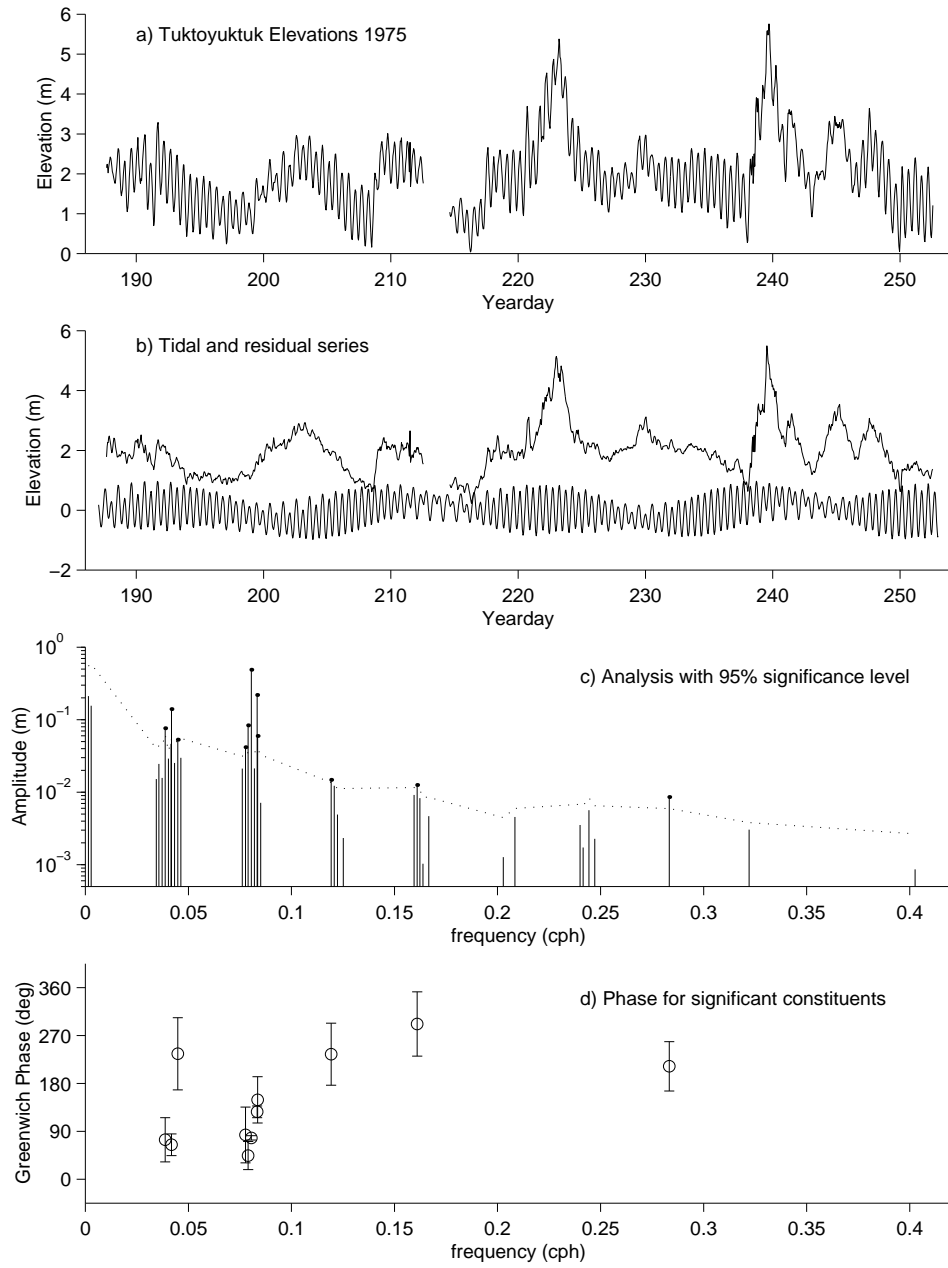 a) Tuktoyuktuk Elevations 1975
Elevation (m)
6
5
4
3
2
1
0
190 200 210 220 230 240 250
Yearday
b) Tidal and residual series
Elevation (m)
6
4
2
0
−2
190 200 210 220 230 240 250
Yearday
c) Analysis with 95% significance level
Amplitude (m)
10^0
10^−1
10^−2
10^−3
0 0.05 0.1 0.15 0.2 0.25 0.3 0.35 0.4
frequency (cph)
d) Phase for significant constituents
Greenwich Phase (deg)
360
270
180
90
0
0 0.05 0.1 0.15 0.2 0.25 0.3 0.35 0.4
frequency (cph)